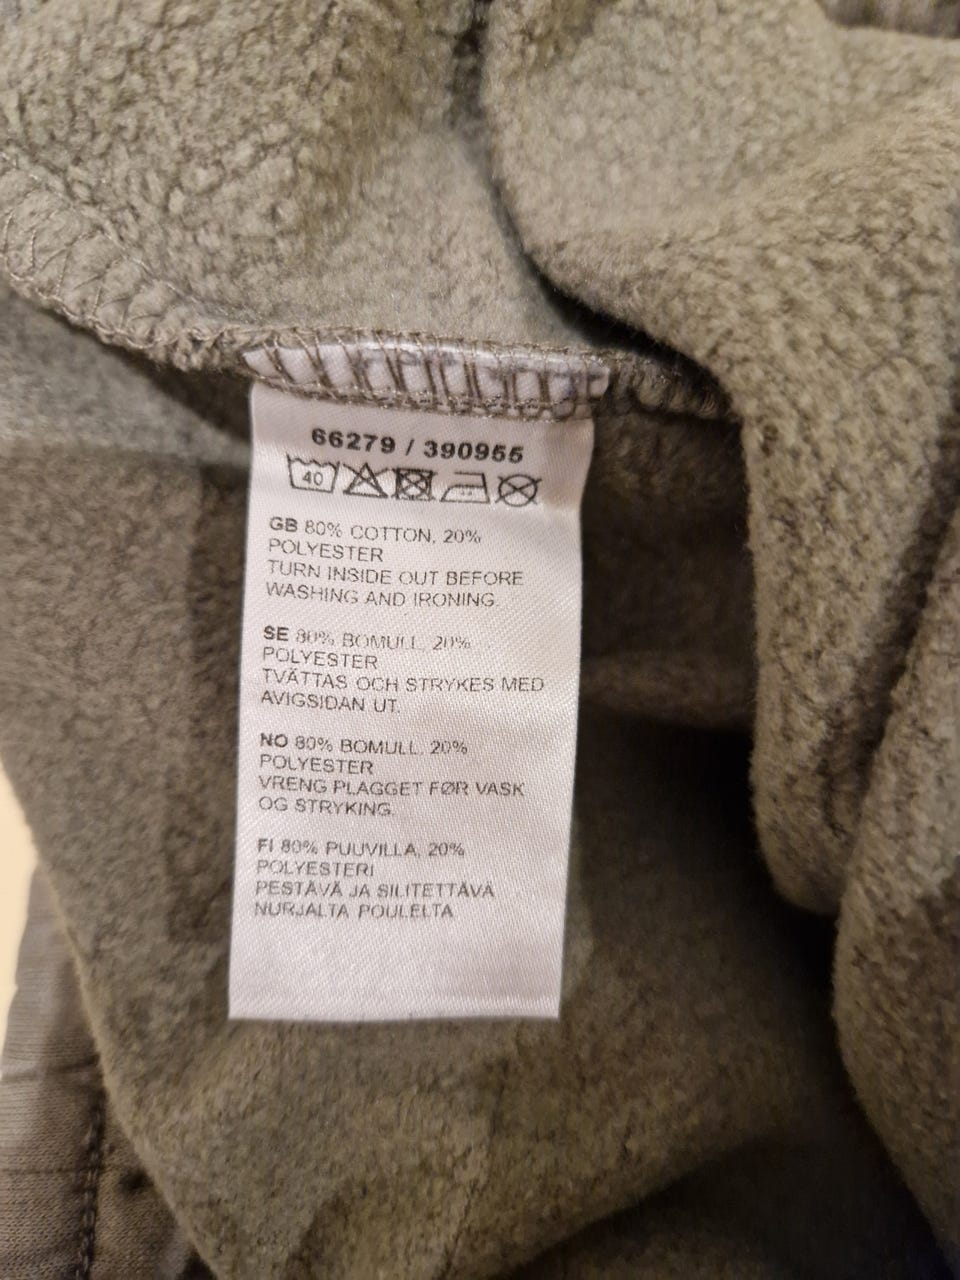 66279 / 390955
40
GB 80% COTTON, 20%
POLYESTER
TURN INSIDE OUT BEFORE
WASHING AND IRONING.
SE 80% BOMULL, 20%
POLYESTER
TVÄTTAS OCH STRYKES MED
AVIGSIDAN UT.
NO 80% BOMULL, 20%
POLYESTER
VRENG PLAGGET FØR VASK
OG STRYKING.
FI 80% PUUVILLA, 20%
POLYESTERI
PESTÄVÄ JA SILITETTÄVÄ
NURJALTA POULELTA